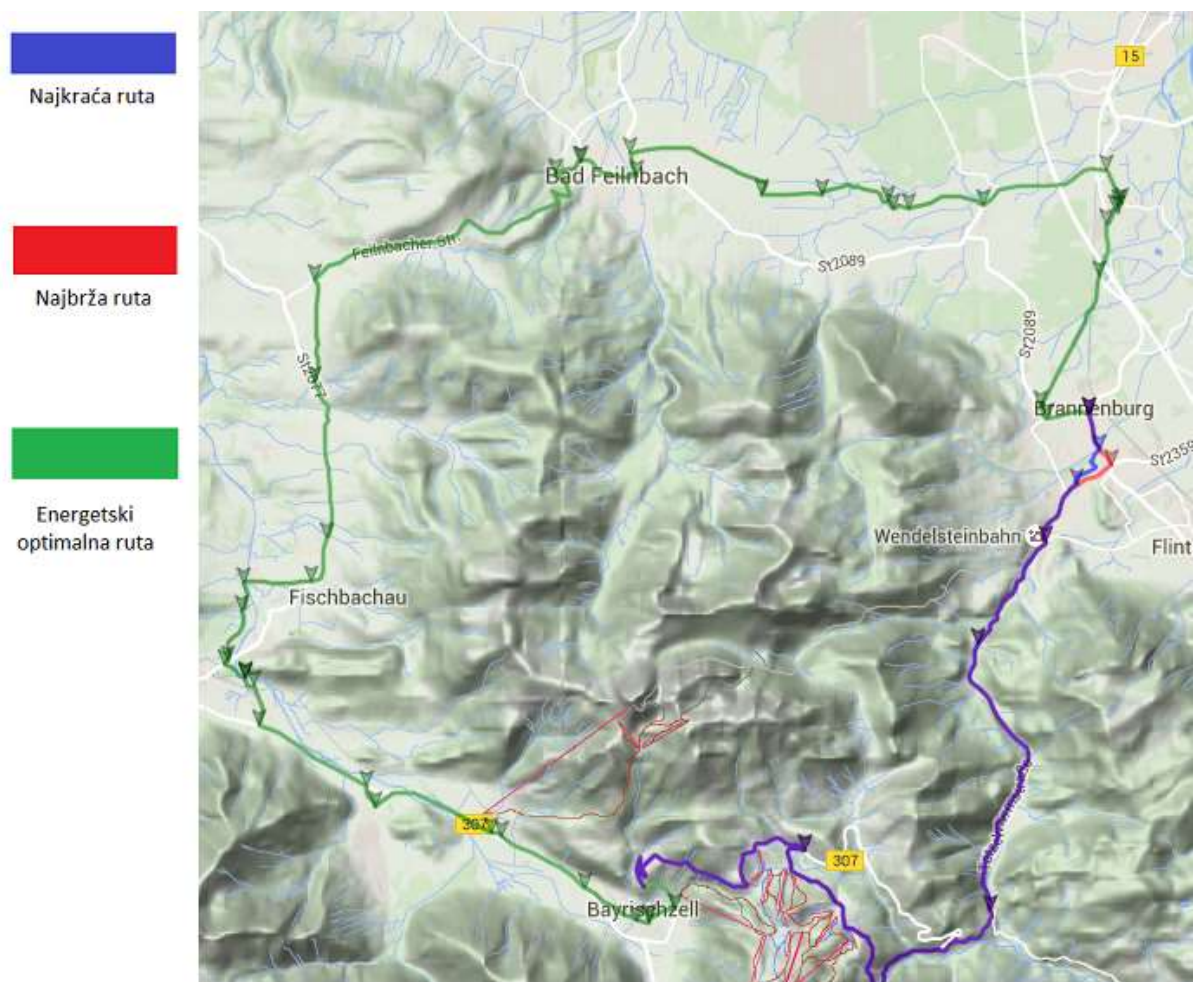 Najkraća ruta
Najbrža ruta
Energetski
optimalna ruta
15
Bad Feilnbach
Feilnbacher Str.
St2089
St2077
St2089
Brannenburg
St2359
Wendelsteinbahn
Flint
Fischbachau
307
307
Bayrischzell